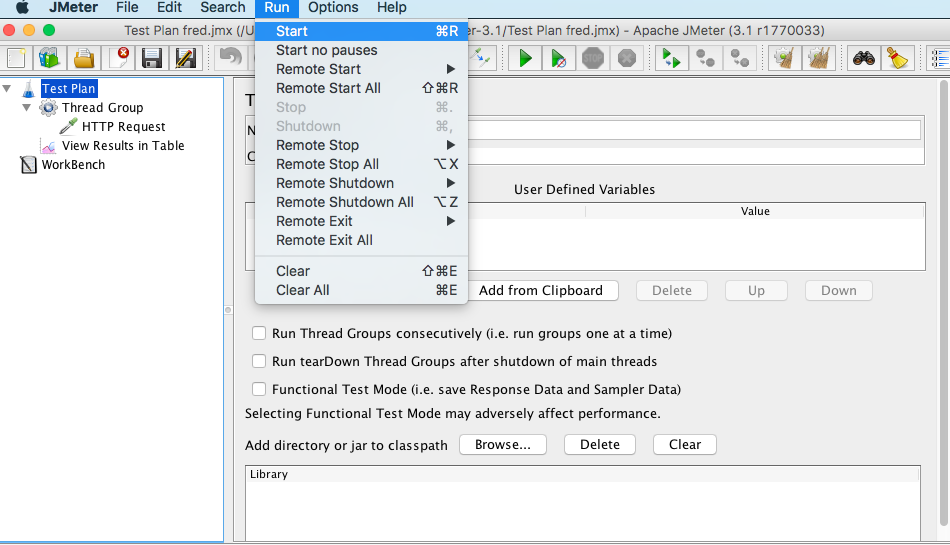 JMeter File Edit Search Run Options Help
Test Plan fred.jmx (/U er-3.1/Test Plan fred.jmx) - Apache JMeter (3.1 r1770033)
Start ⌘R
Start no pauses
Remote Start ▶
Remote Start All ⇧⌘R
Stop ⌘.
Shutdown ⌘,
Remote Stop ▶
Remote Stop All ⌥X
Remote Shutdown ▶
Remote Shutdown All ⌥Z
Remote Exit ▶
Remote Exit All
Clear ⇧⌘E
Clear All ⌘E
STOP
Test Plan
Thread Group
HTTP Request
View Results in Table
WorkBench
T
N
C
User Defined Variables
Value
Add from Clipboard Delete Up Down
Run Thread Groups consecutively (i.e. run groups one at a time)
Run tearDown Thread Groups after shutdown of main threads
Functional Test Mode (i.e. save Response Data and Sampler Data)
Selecting Functional Test Mode may adversely affect performance.
Add directory or jar to classpath Browse... Delete Clear
Library